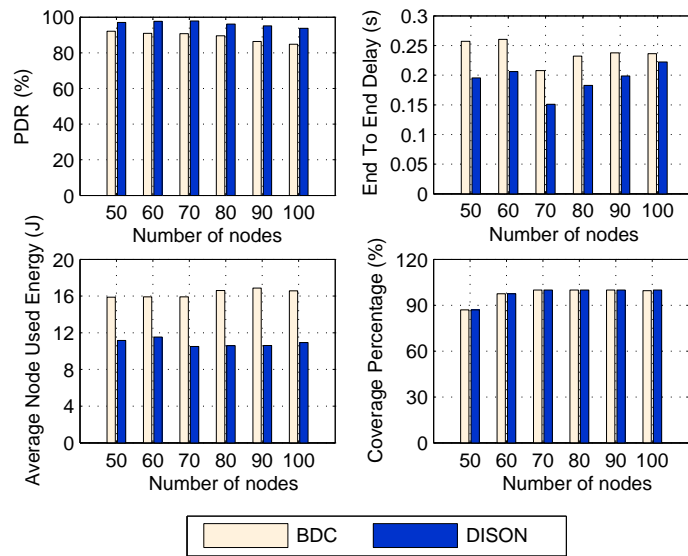 PDR (%)
100
80
60
40
20
0
50 60 70 80 90 100
Number of nodes
End To End Delay (s)
0.3
0.25
0.2
0.15
0.1
0.05
0
50 60 70 80 90 100
Number of nodes
Average Node Used Energy (J)
20
16
12
8
4
0
50 60 70 80 90 100
Number of nodes
Coverage Percentage (%)
120
90
60
30
0
50 60 70 80 90 100
Number of nodes
BDC DISON